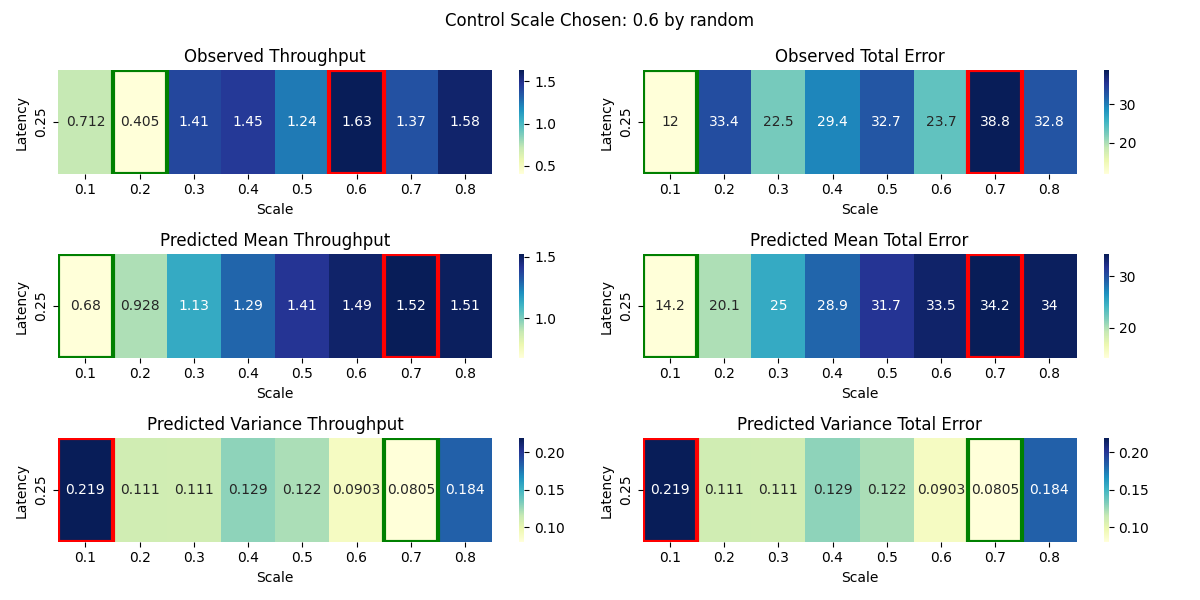 Control Scale Chosen: 0.6 by random
Observed Throughput
Latency
0.25
0.712 0.405 1.41 1.45 1.24 1.63 1.37 1.58
0.1 0.2 0.3 0.4 0.5 0.6 0.7 0.8
Scale
1.5
1.0
0.5
Observed Total Error
Latency
0.25
12 33.4 22.5 29.4 32.7 23.7 38.8 32.8
0.1 0.2 0.3 0.4 0.5 0.6 0.7 0.8
Scale
30
20
Predicted Mean Throughput
Latency
0.25
0.68 0.928 1.13 1.29 1.41 1.49 1.52 1.51
0.1 0.2 0.3 0.4 0.5 0.6 0.7 0.8
Scale
1.5
1.0
Predicted Mean Total Error
Latency
0.25
14.2 20.1 25 28.9 31.7 33.5 34.2 34
0.1 0.2 0.3 0.4 0.5 0.6 0.7 0.8
Scale
30
20
Predicted Variance Throughput
Latency
0.25
0.219 0.111 0.111 0.129 0.122 0.0903 0.0805 0.184
0.1 0.2 0.3 0.4 0.5 0.6 0.7 0.8
Scale
0.20
0.15
0.10
Predicted Variance Total Error
Latency
0.25
0.219 0.111 0.111 0.129 0.122 0.0903 0.0805 0.184
0.1 0.2 0.3 0.4 0.5 0.6 0.7 0.8
Scale
0.20
0.15
0.10